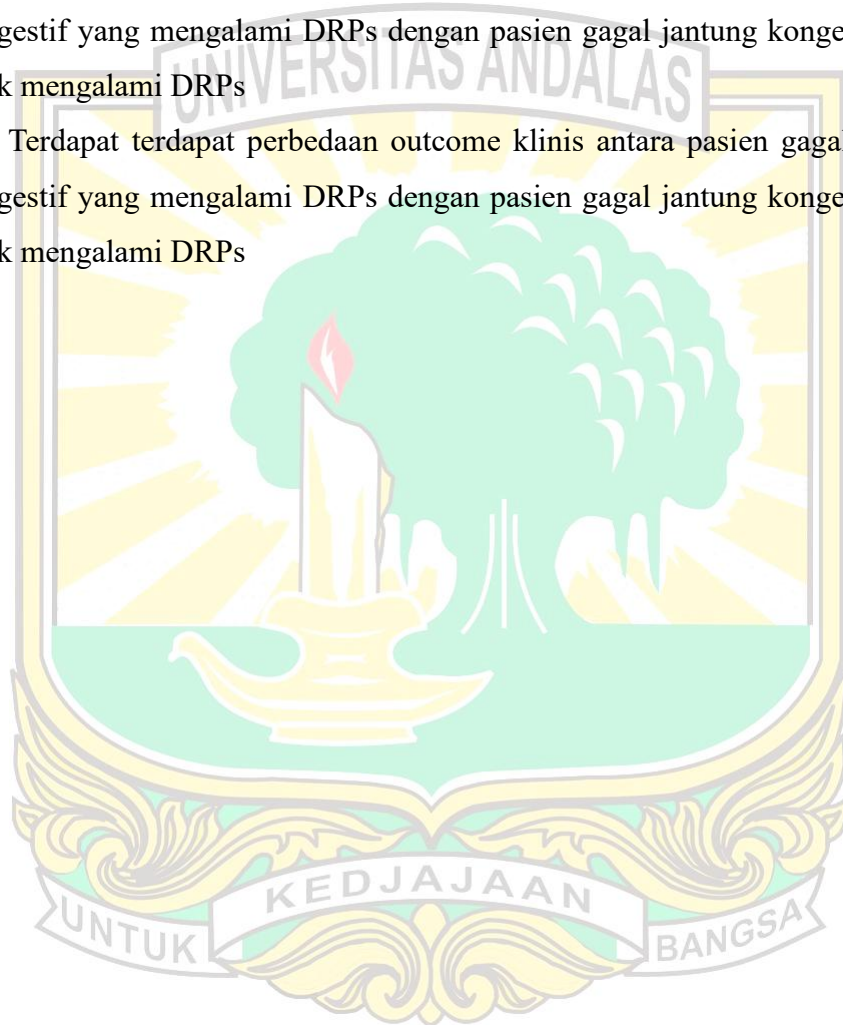 gestif yang mengalami DRPs dengan pasien gagal jantung konge
k mengalami DRPs
UNIVERSITAS ANDALAS
Terdapat terdapat perbedaan outcome klinis antara pasien gagal
gestif yang mengalami DRPs dengan pasien gagal jantung konge
k mengalami DRPs
KEDJAJAAN
UNTUK BANGSA